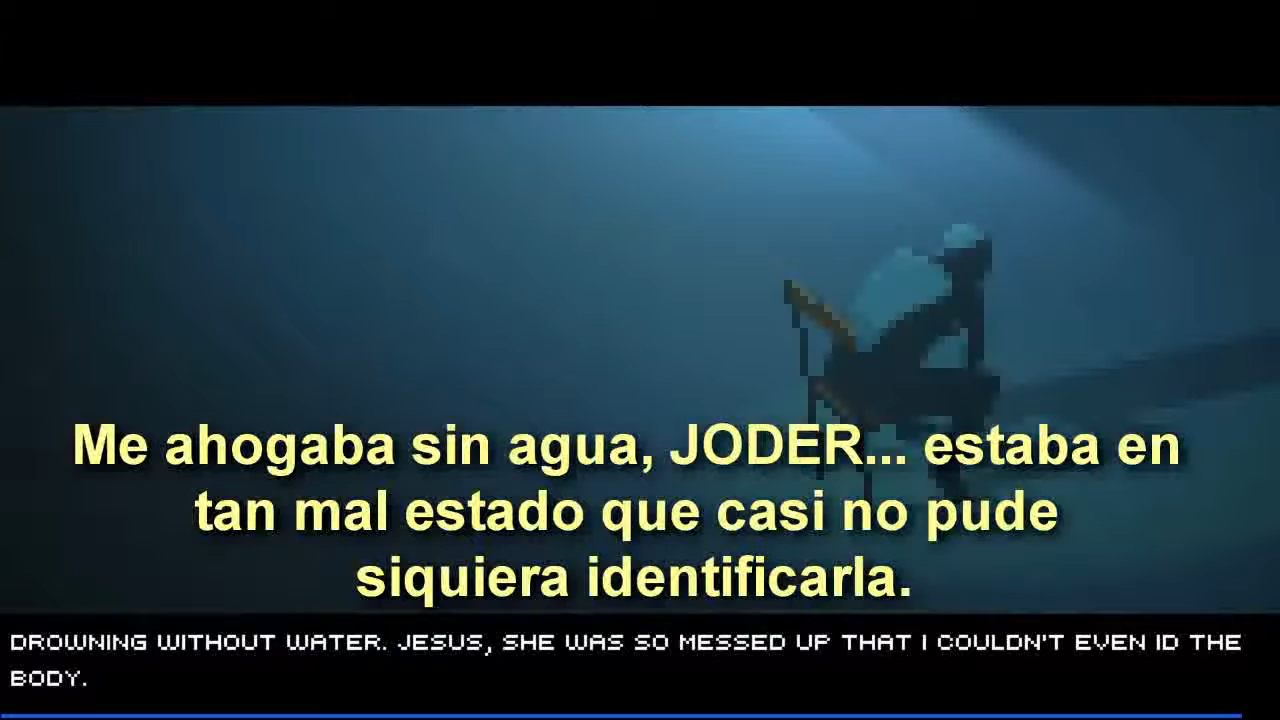 Me ahogaba sin agua, JODER... estaba en
tan mal estado que casi no pude
siquiera identificarla.
DROWNING WITHOUT WATER. JESUS, SHE WAS SO MESSED UP THAT I COULDN'T EVEN ID THE
BODY.